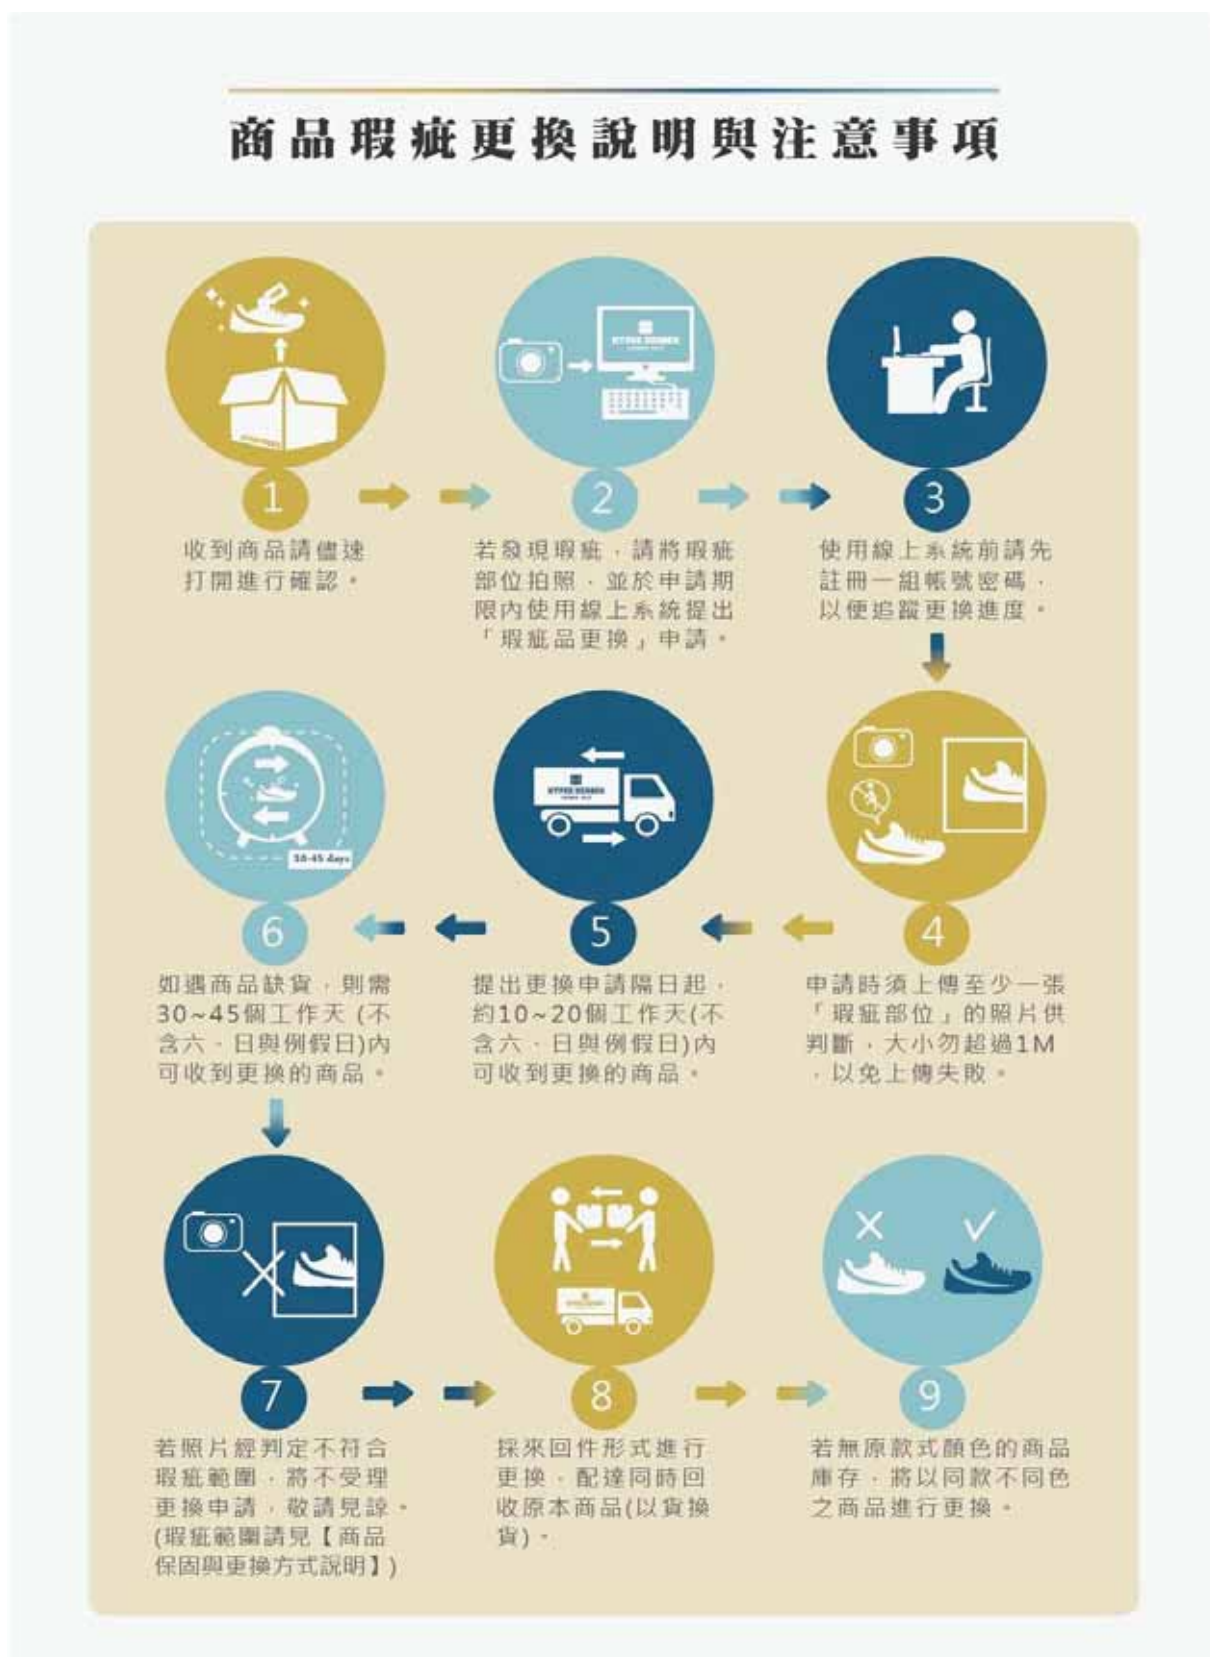 商品瑕疵更換說明與注意事項
1
收到商品請儘速
打開進行確認。
2
若發現瑕疵，請將瑕疵
部位拍照，並於申請期
限內使用線上系統提出
「瑕疵品更換」申請。
3
使用線上系統前請先
註冊一組帳號密碼，
以便追蹤更換進度。
4
申請時須上傳至少一張
「瑕疵部位」的照片供
判斷，大小勿超過1M
，以免上傳失敗。
5
提出更換申請隔日起，
約10~20個工作天(不
含六、日與例假日)內
可收到更換的商品。
30-45 days
6
如遇商品缺貨，則需
30~45個工作天 (不
含六、日與例假日)內
可收到更換的商品。
7
若照片經判定不符合
瑕疵範圍，將不受理
更換申請，敬請見諒。
(瑕疵範圍請見【商品
保固與更換方式說明】)
8
採來回件形式進行
更換，配達同時回
收原本商品(以貨換
貨)。
9
若無原款式顏色的商品
庫存，將以同款不同色
之商品進行更換。